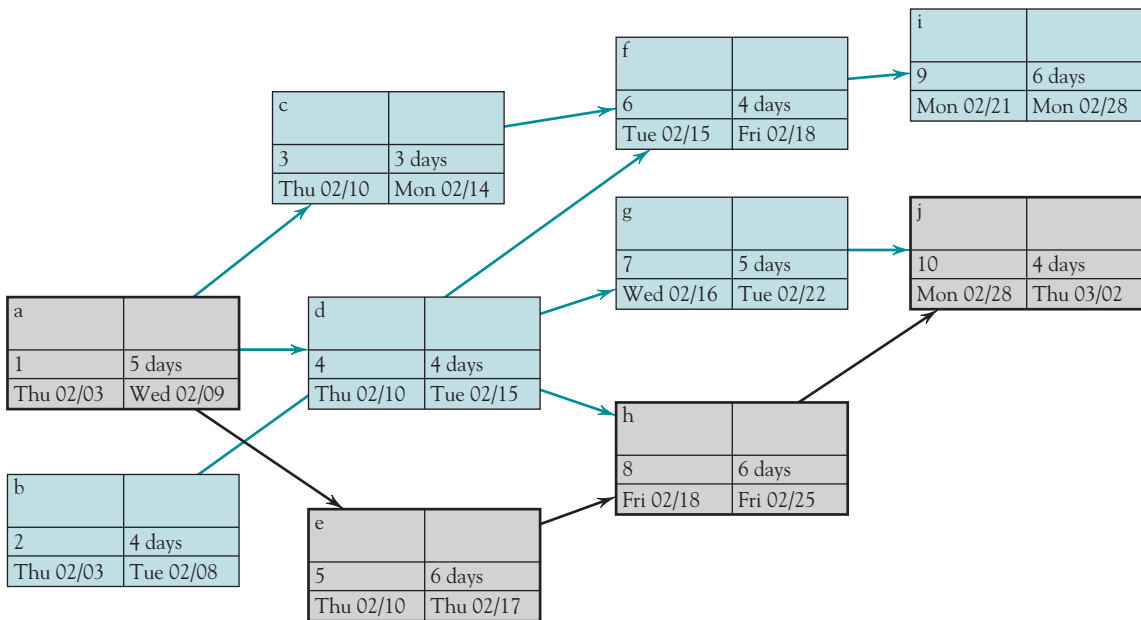 i
9 6 days
Mon 02/21 Mon 02/28
f
6 4 days
Tue 02/15 Fri 02/18
c
3 3 days
Thu 02/10 Mon 02/14
g
7 5 days
Wed 02/16 Tue 02/22
j
10 4 days
Mon 02/28 Thu 03/02
a
1 5 days
Thu 02/03 Wed 02/09
d
4 4 days
Thu 02/10 Tue 02/15
h
8 6 days
Fri 02/18 Fri 02/25
b
2 4 days
Thu 02/03 Tue 02/08
e
5 6 days
Thu 02/10 Thu 02/17